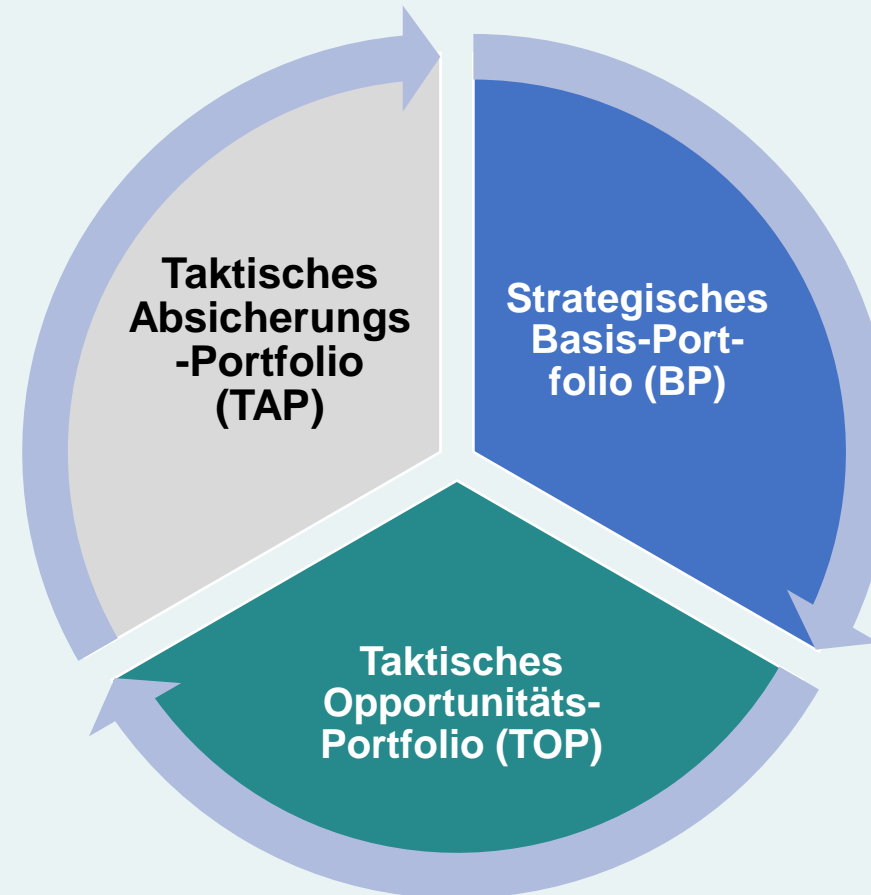 Taktisches
Absicherungs
-Portfolio
(TAP)
Strategisches
Basis-Port-
folio (BP)
Taktisches
Opportunitäts-
Portfolio (TOP)